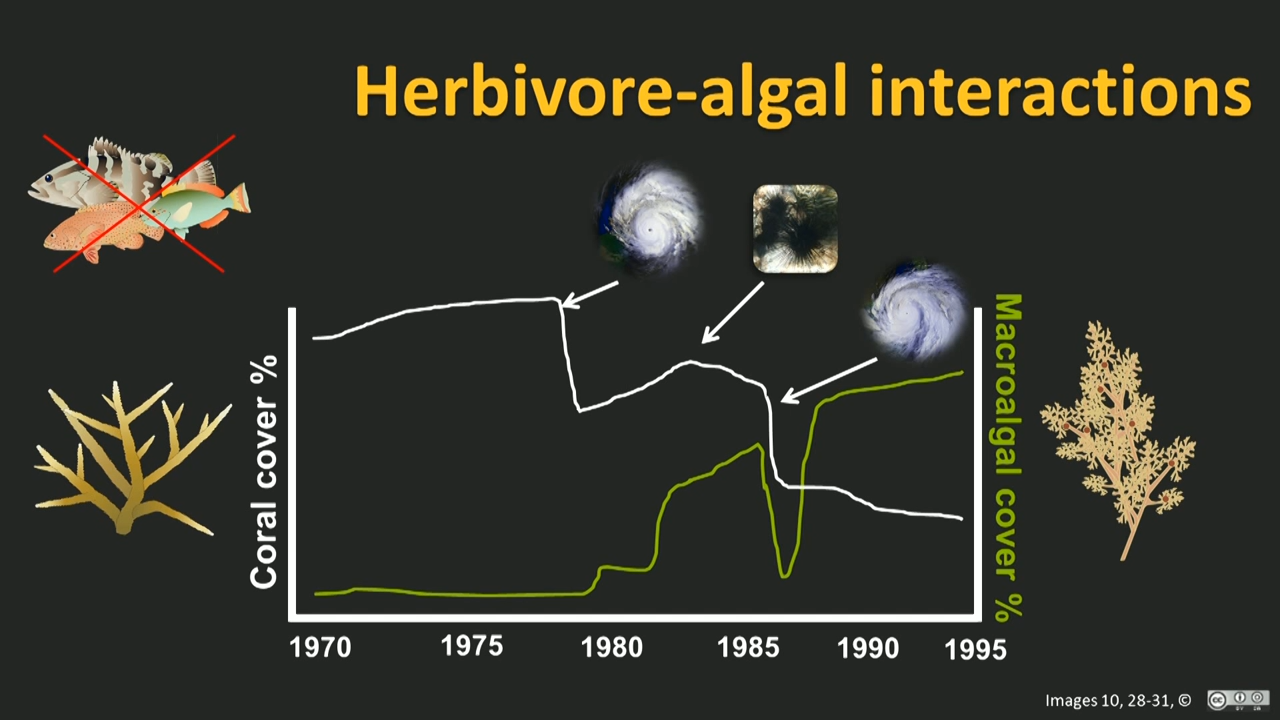 Herbivore-algal interactions
Coral cover %
Macroalgal cover %
1970 1975 1980 1985 1990 1995
Images 10, 28-31, ©